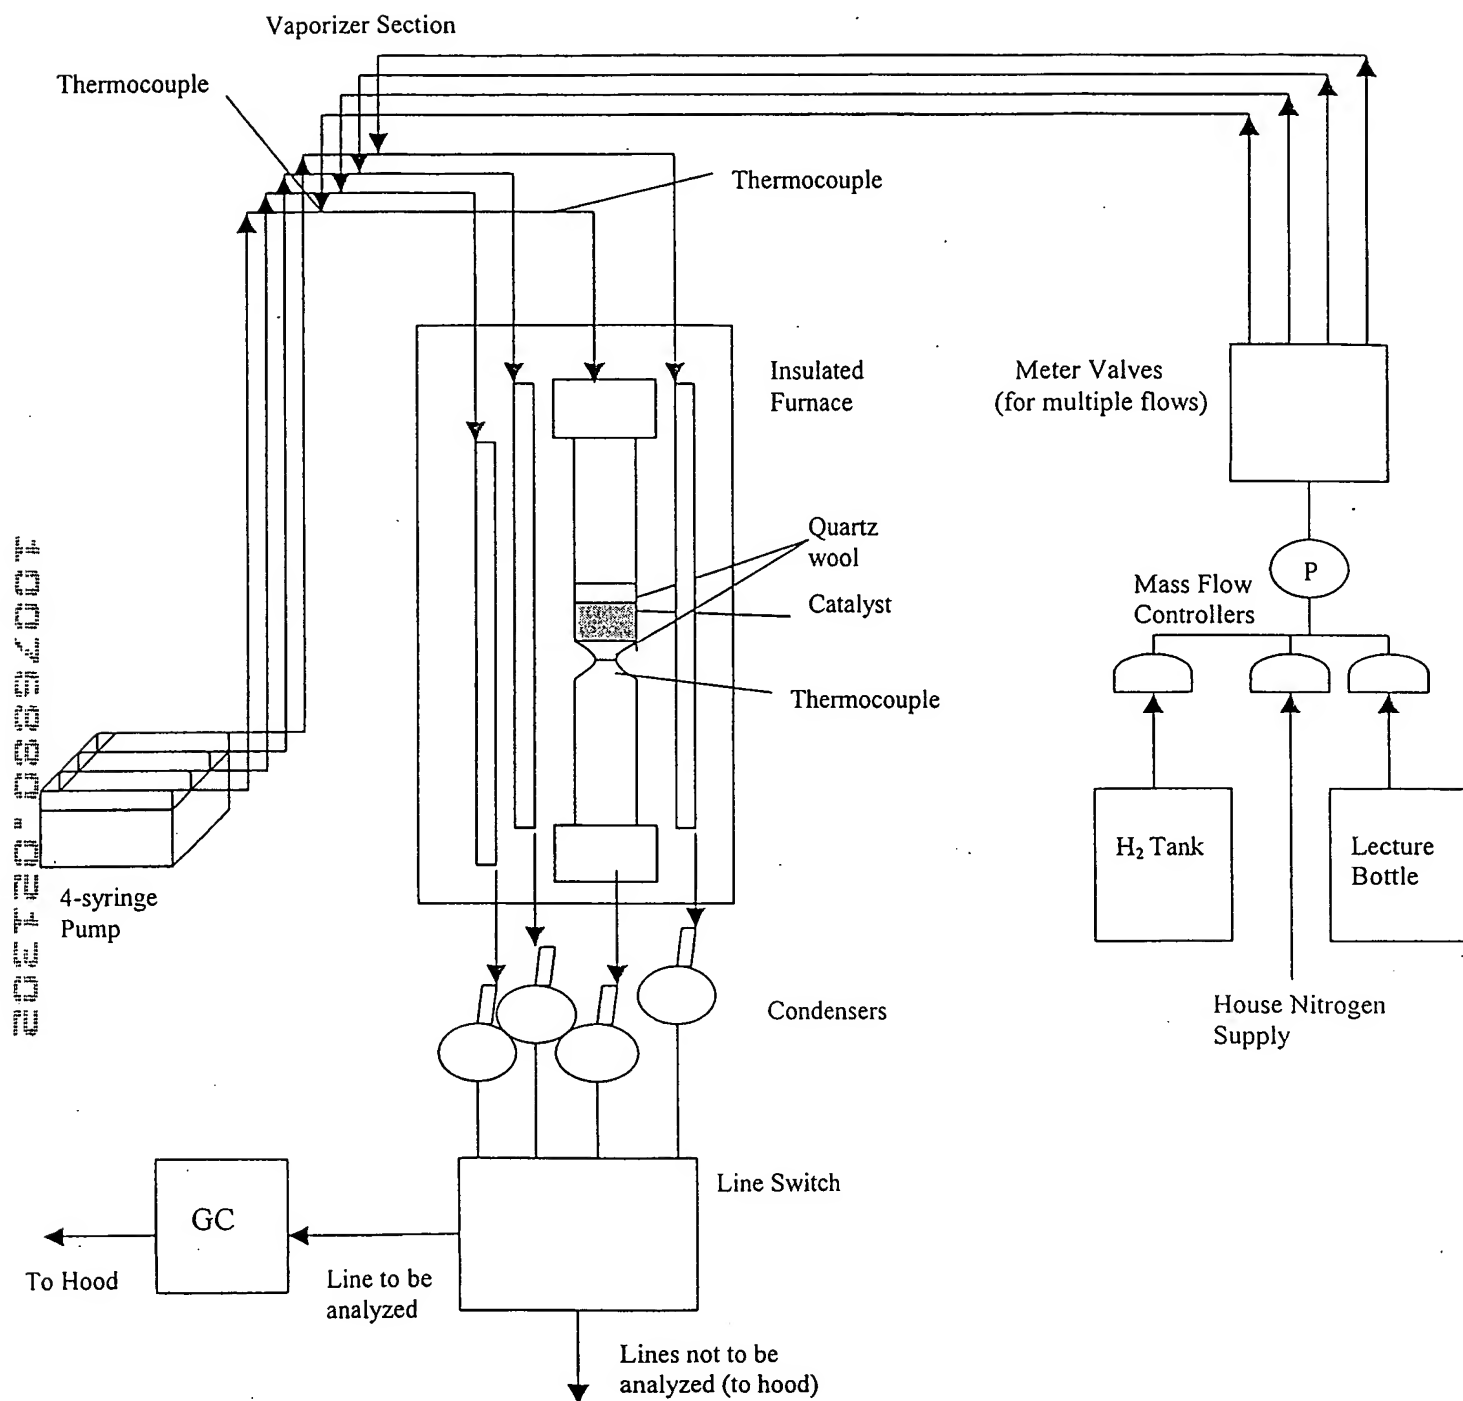 Vaporizer Section
Thermocouple
Thermocouple
Insulated
Furnace
Meter Valves
(for multiple flows)
Quartz
wool
P
Mass Flow
Controllers
Catalyst
Thermocouple
H₂ Tank
Lecture
Bottle
4-syringe
Pump
House Nitrogen
Supply
Condensers
Line Switch
GC
To Hood
Line to be
analyzed
Lines not to be
analyzed (to hood)